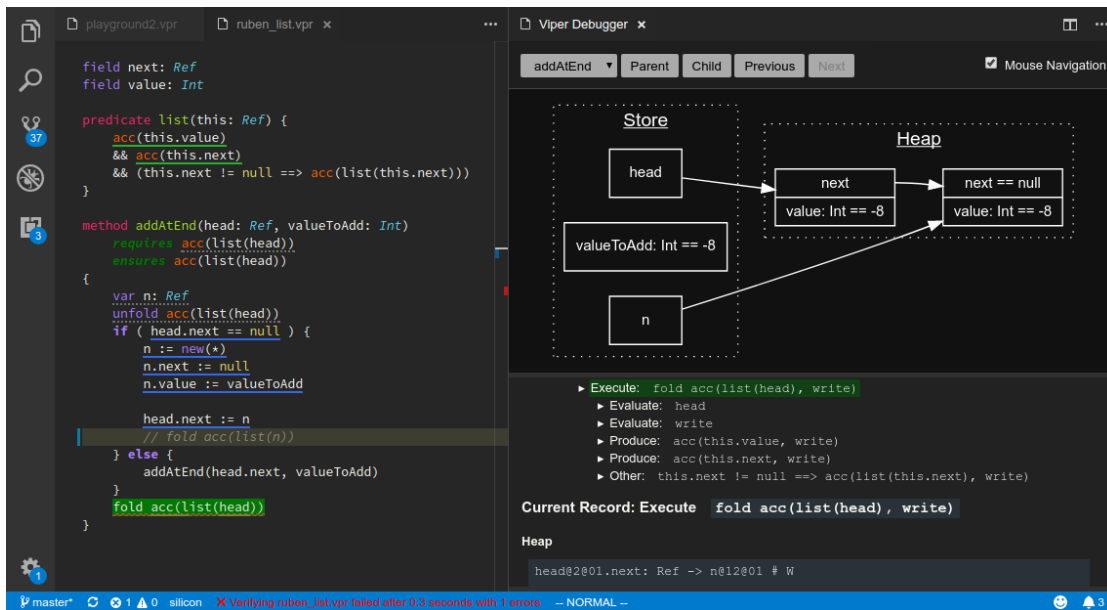 playground2.vpr
ruben_list.vpr ×
...
field next: Ref
field value: Int
predicate list(this: Ref) {
acc(this.value)
&& acc(this.next)
&& (this.next != null ==> acc(list(this.next)))
}
method addAtEnd(head: Ref, valueToAdd: Int)
requires acc(list(head))
ensures acc(list(head))
{
var n: Ref
unfold acc(list(head))
if ( head.next == null ) {
n := new(*)
n.next := null
n.value := valueToAdd
head.next := n
// fold acc(list(n))
} else {
addAtEnd(head.next, valueToAdd)
}
fold acc(list(head))
}
37
3
1
Viper Debugger ×
...
addAtEnd ▼ Parent Child Previous Next Mouse Navigation
Store
head
valueToAdd: Int == -8
n
Heap
next
value: Int == -8
next == null
value: Int == -8
▸ Execute: fold acc(list(head), write)
▸ Evaluate: head
▸ Evaluate: write
▸ Produce: acc(this.value, write)
▸ Produce: acc(this.next, write)
▸ Other: this.next != null ==> acc(list(this.next), write)
Current Record: Execute fold acc(list(head), write)
Heap
head@2@01.next: Ref -> n@12@01 # W
master* 1 0 silicon × Verifying ruben_list.vpr failed after 0.3 seconds with 1 errors. -- NORMAL -- 3